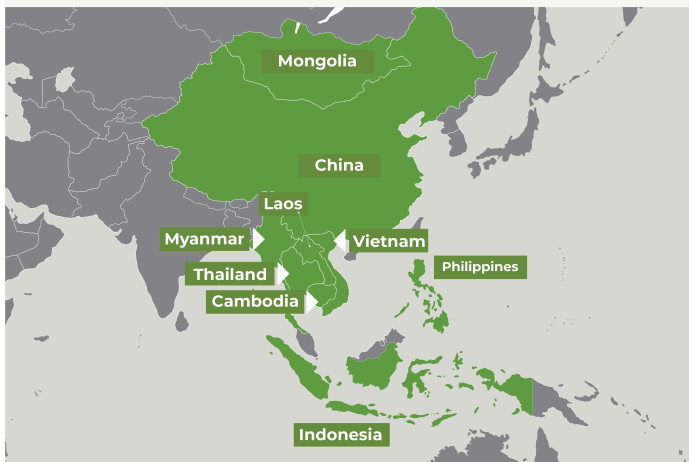 Mongolia
China
Laos
Myanmar
Vietnam
Thailand
Philippines
Cambodia
Indonesia